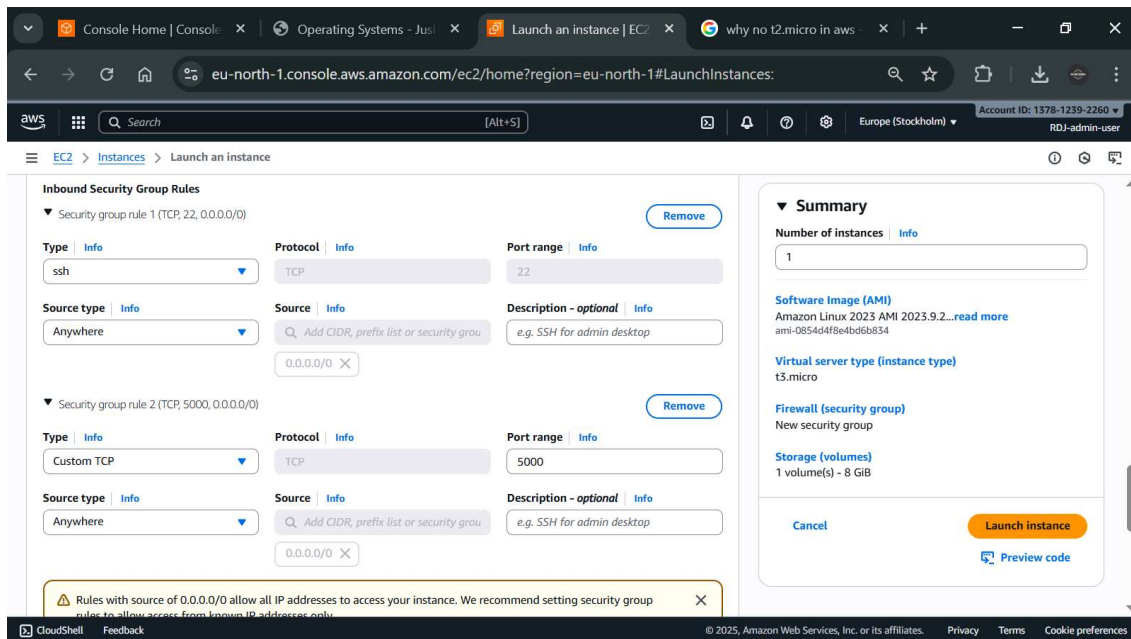 Console Home | Console
Operating Systems - Jus
Launch an instance | EC2
why no t2.micro in aws -
eu-north-1.console.aws.amazon.com/ec2/home?region=eu-north-1#LaunchInstances:
aws
Search
[Alt+S]
Europe (Stockholm)
Account ID: 1378-1239-2260
RDJ-admin-user
EC2 > Instances > Launch an instance
Inbound Security Group Rules
Security group rule 1 (TCP, 22, 0.0.0.0/0)
Remove
Type | Info
Protocol | Info
Port range | Info
ssh
TCP
22
Source type | Info
Source | Info
Description - optional | Info
Anywhere
Add CIDR, prefix list or security grou
e.g. SSH for admin desktop
0.0.0.0/0
Security group rule 2 (TCP, 5000, 0.0.0.0/0)
Remove
Type | Info
Protocol | Info
Port range | Info
Custom TCP
TCP
5000
Source type | Info
Source | Info
Description - optional | Info
Anywhere
Add CIDR, prefix list or security grou
e.g. SSH for admin desktop
0.0.0.0/0
Rules with source of 0.0.0.0/0 allow all IP addresses to access your instance. We recommend setting security group
rules to allow access from known IP addresses only.
Summary
Number of instances | Info
1
Software Image (AMI)
Amazon Linux 2023 AMI 2023.9.2...read more
ami-0854d4f8e4bd6b834
Virtual server type (instance type)
t3.micro
Firewall (security group)
New security group
Storage (volumes)
1 volume(s) - 8 GiB
Cancel
Launch instance
Preview code
CloudShell
Feedback
© 2025, Amazon Web Services, Inc. or its affiliates.
Privacy
Terms
Cookie preferences